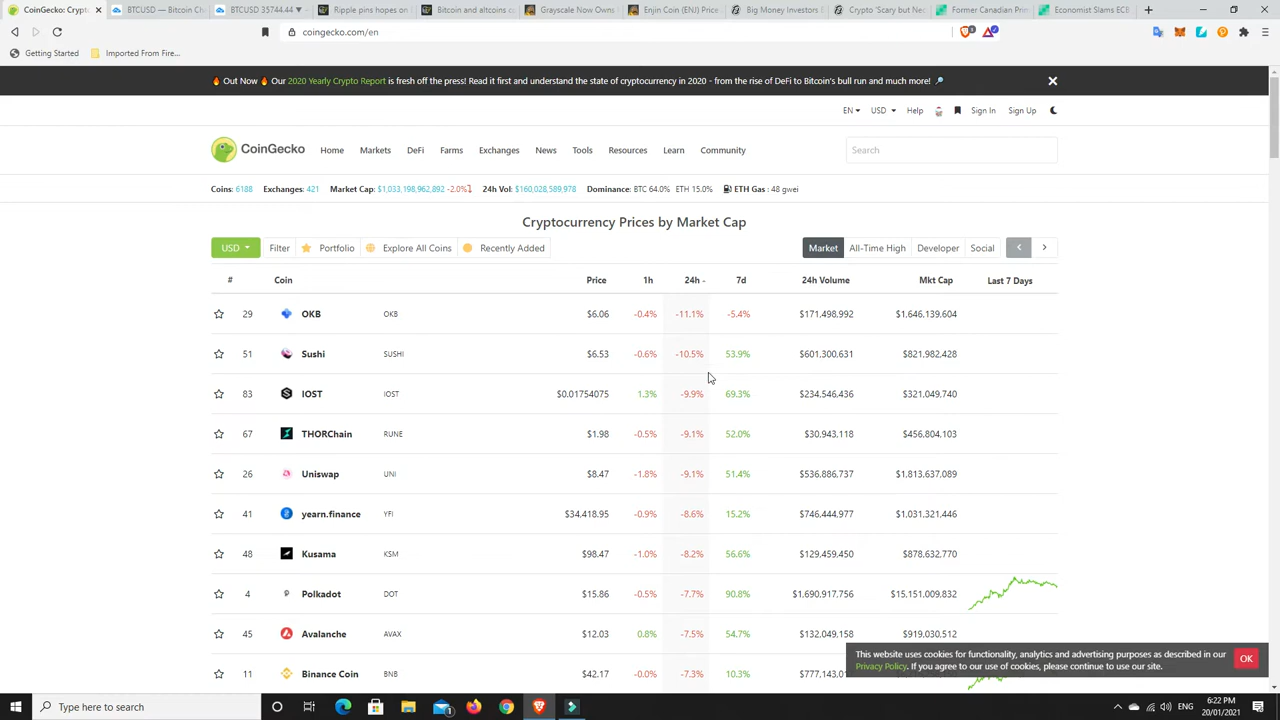 CoinGecko: Crypt
BTCUSD — Bitcoin Ch
BTCUSD 35744.44
Ripple pins hopes on
Bitcoin and altcoins ca
Grayscale Now Owns
Enjin Coin (ENJ) Price
Big Money Investors B
Crypto 'Scary but Nec
Former Canadian Prim
Economist Slams ECB
coingecko.com/en
Getting Started
Imported From Fire...
Out Now Our 2020 Yearly Crypto Report is fresh off the press! Read it first and understand the state of cryptocurrency in 2020 - from the rise of DeFi to Bitcoin's bull run and much more!
EN USD Help Sign In Sign Up
CoinGecko Home Markets DeFi Farms Exchanges News Tools Resources Learn Community Search
Coins: 6188 Exchanges: 421 Market Cap: $1,033,198,962,892 -2.0% 24h Vol: $160,028,589,978 Dominance: BTC 64.0% ETH 15.0% ETH Gas : 48 gwei
Cryptocurrency Prices by Market Cap
USD Filter Portfolio Explore All Coins Recently Added Market All-Time High Developer Social
# Coin Price 1h 24h 7d 24h Volume Mkt Cap Last 7 Days
29 OKB OKB $6.06 -0.4% -11.1% -5.4% $171,498,992 $1,646,139,604
51 Sushi SUSHI $6.53 -0.6% -10.5% 53.9% $601,300,631 $821,982,428
83 IOST IOST $0.01754075 1.3% -9.9% 69.3% $234,546,436 $321,049,740
67 THORChain RUNE $1.98 -0.5% -9.1% 52.0% $30,943,118 $456,804,103
26 Uniswap UNI $8.47 -1.8% -9.1% 51.4% $536,886,737 $1,813,637,089
41 yearn.finance YFI $34,418.95 -0.9% -8.6% 15.2% $746,444,977 $1,031,321,446
48 Kusama KSM $98.47 -1.0% -8.2% 56.6% $129,459,450 $878,632,770
4 Polkadot DOT $15.86 -0.5% -7.7% 90.8% $1,690,917,756 $15,151,009,832
45 Avalanche AVAX $12.03 0.8% -7.5% 54.7% $132,049,158 $919,030,512
11 Binance Coin BNB $42.17 -0.0% -7.3% 10.3% $777,143,0
This website uses cookies for functionality, analytics and advertising purposes as described in our
Privacy Policy. If you agree to our use of cookies, please continue to use our site.
OK
Type here to search
ENG
6:22 PM
20/01/2021